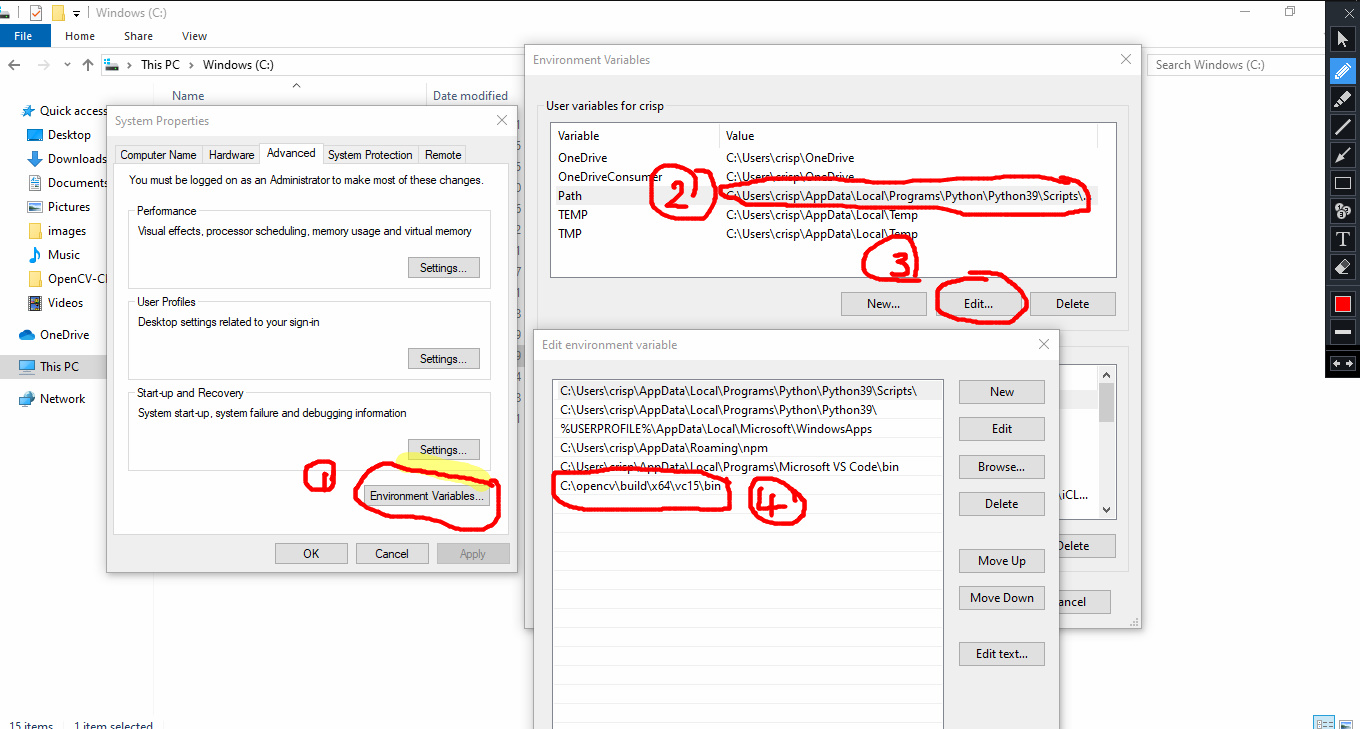 Windows (C:)
File Home Share View
This PC > Windows (C:)
Search Windows (C:)
Name
Date modified
Quick access
Desktop
Downloads
Documents
Pictures
images
Music
OpenCV-C
Videos
OneDrive
This PC
Network
15 items 1 item selected
System Properties
Computer Name Hardware Advanced System Protection Remote
You must be logged on as an Administrator to make most of these changes.
Performance
Visual effects, processor scheduling, memory usage and virtual memory
Settings...
User Profiles
Desktop settings related to your sign-in
Settings...
Start-up and Recovery
System start-up, system failure and debugging information
Settings...
1
Environment Variables...
OK Cancel Apply
Environment Variables
User variables for crisp
Variable Value
OneDrive C:\Users\crisp\OneDrive
OneDriveConsumer C:\Users\crisp\OneDrive
2
Path C:\Users\crisp\AppData\Local\Programs\Python\Python39\Scripts\...
TEMP C:\Users\crisp\AppData\Local\Temp
TMP C:\Users\crisp\AppData\Local\Temp
3
New... Edit... Delete
\iCL...
Delete
ancel
Edit environment variable
C:\Users\crisp\AppData\Local\Programs\Python\Python39\Scripts\
C:\Users\crisp\AppData\Local\Programs\Python\Python39\
%USERPROFILE%\AppData\Local\Microsoft\WindowsApps
C:\Users\crisp\AppData\Roaming\npm
C:\Users\crisp\AppData\Local\Programs\Microsoft VS Code\bin
C:\opencv\build\x64\vc15\bin
4
New
Edit
Browse...
Delete
Move Up
Move Down
Edit text...